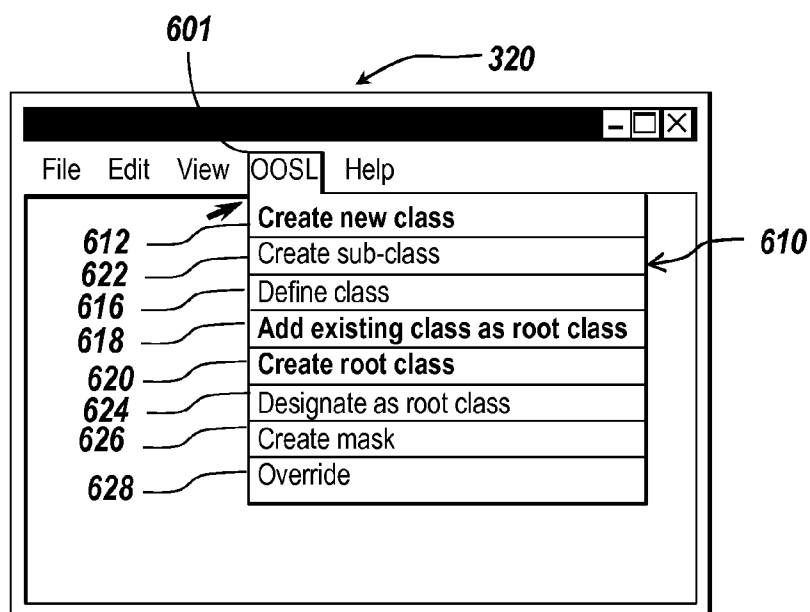 601
320
File Edit View OOSL Help
612 Create new class
622 Create sub-class
610
616 Define class
618 Add existing class as root class
620 Create root class
624 Designate as root class
626 Create mask
628 Override